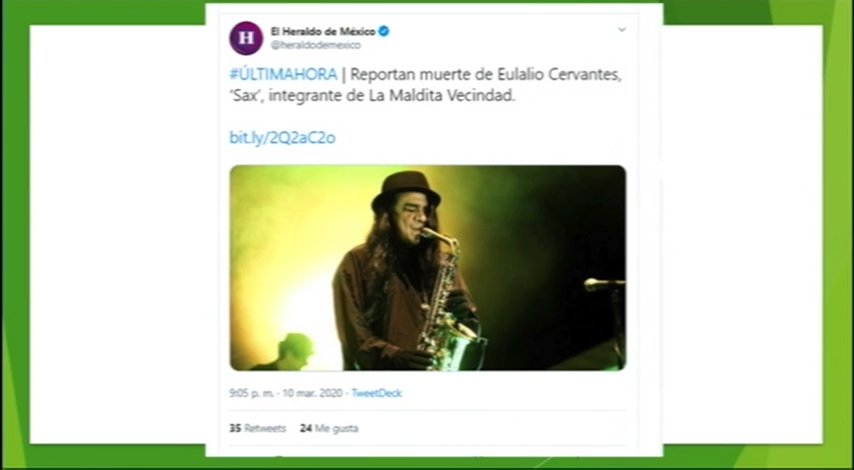 H
El Heraldo de México
@heraldodemexico
#ÚLTIMAHORA | Reportan muerte de Eulalio Cervantes,
'Sax', integrante de La Maldita Vecindad.
bit.ly/2Q2aC2o
9:05 p. m. · 10 mar. 2020 · TweetDeck
35 Retweets 24 Me gusta